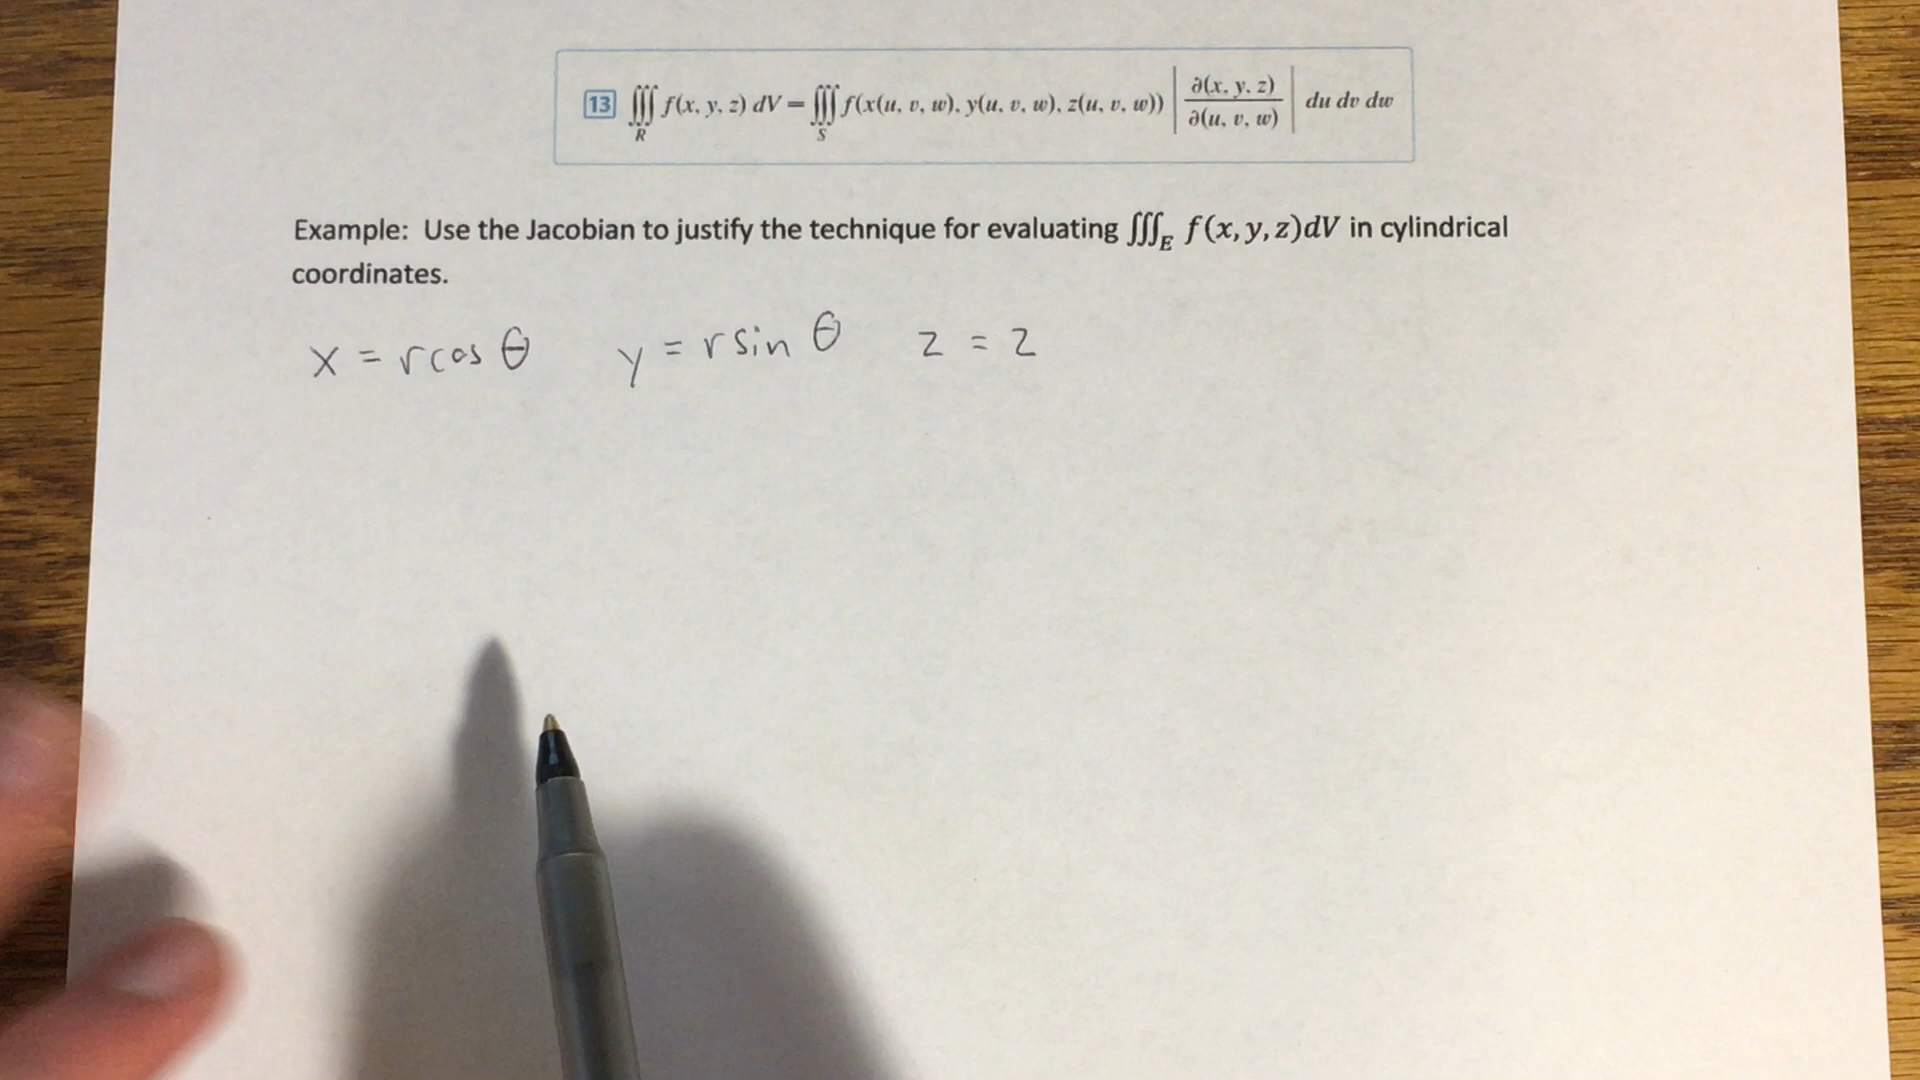 13 ∭_R f(x, y, z) dV = ∭_S f(x(u, v, w), y(u, v, w), z(u, v, w)) |∂(x, y, z)/∂(u, v, w)| du dv dw
Example: Use the Jacobian to justify the technique for evaluating ∭_E f(x, y, z)dV in cylindrical
coordinates.
x = r cos θ y = r sin θ z = z